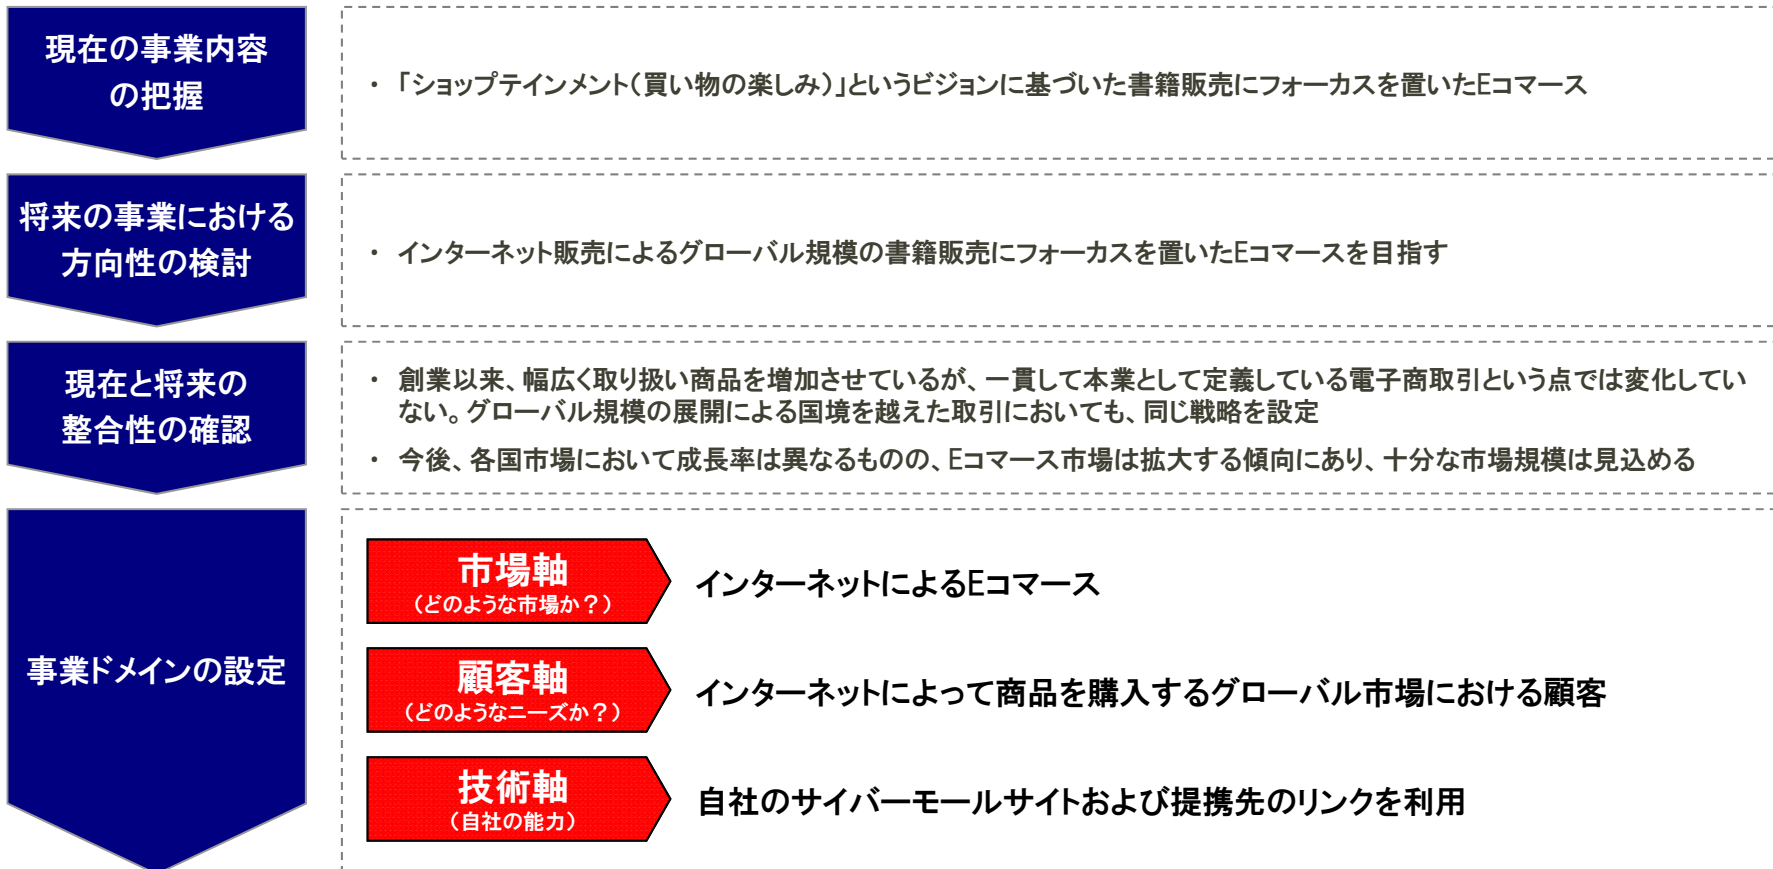 現在の事業内容
の把握
・ 「ショップテインメント（買い物の楽しみ）」というビジョンに基づいた書籍販売にフォーカスを置いたEコマース
将来の事業における
方向性の検討
・ インターネット販売によるグローバル規模の書籍販売にフォーカスを置いたEコマースを目指す
現在と将来の
整合性の確認
・ 創業以来、幅広く取り扱い商品を増加させているが、一貫して本業として定義している電子商取引という点では変化してい
ない。グローバル規模の展開による国境を越えた取引においても、同じ戦略を設定
・ 今後、各国市場において成長率は異なるものの、Eコマース市場は拡大する傾向にあり、十分な市場規模は見込める
事業ドメインの設定
市場軸
（どのような市場か？）
インターネットによるEコマース
顧客軸
（どのようなニーズか？）
インターネットによって商品を購入するグローバル市場における顧客
技術軸
（自社の能力）
自社のサイバーモールサイトおよび提携先のリンクを利用